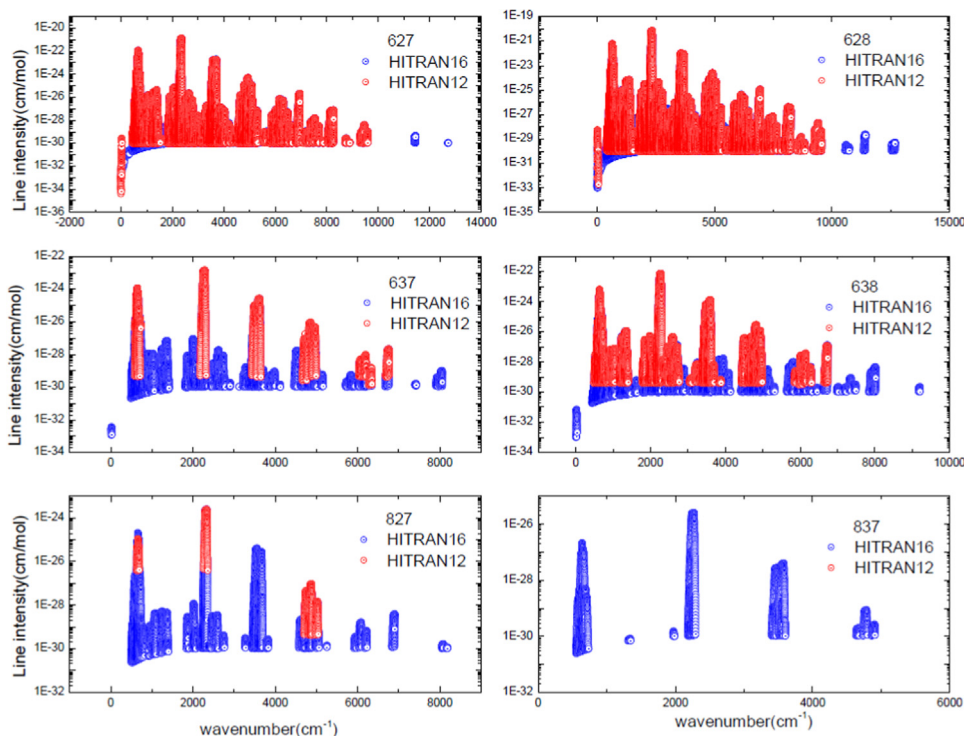 627
HITRAN16
HITRAN12
Line intensity(cm/mol)
1E-20
1E-22
1E-24
1E-26
1E-28
1E-30
1E-32
1E-34
1E-36
-2000 0 2000 4000 6000 8000 10000 12000 14000
628
HITRAN16
HITRAN12
1E-19
1E-21
1E-23
1E-25
1E-27
1E-29
1E-31
1E-33
1E-35
0 5000 10000 15000
637
HITRAN16
HITRAN12
Line intensity(cm/mol)
1E-22
1E-24
1E-26
1E-28
1E-30
1E-32
1E-34
0 2000 4000 6000 8000
638
HITRAN16
HITRAN12
1E-22
1E-24
1E-26
1E-28
1E-30
1E-32
1E-34
0 2000 4000 6000 8000 10000
827
HITRAN16
HITRAN12
Line intensity(cm/mol)
1E-24
1E-26
1E-28
1E-30
1E-32
0 2000 4000 6000 8000
wavenumber(cm⁻¹)
837
HITRAN16
HITRAN12
1E-26
1E-28
1E-30
1E-32
0 2000 4000 6000
wavenumber(cm⁻¹)